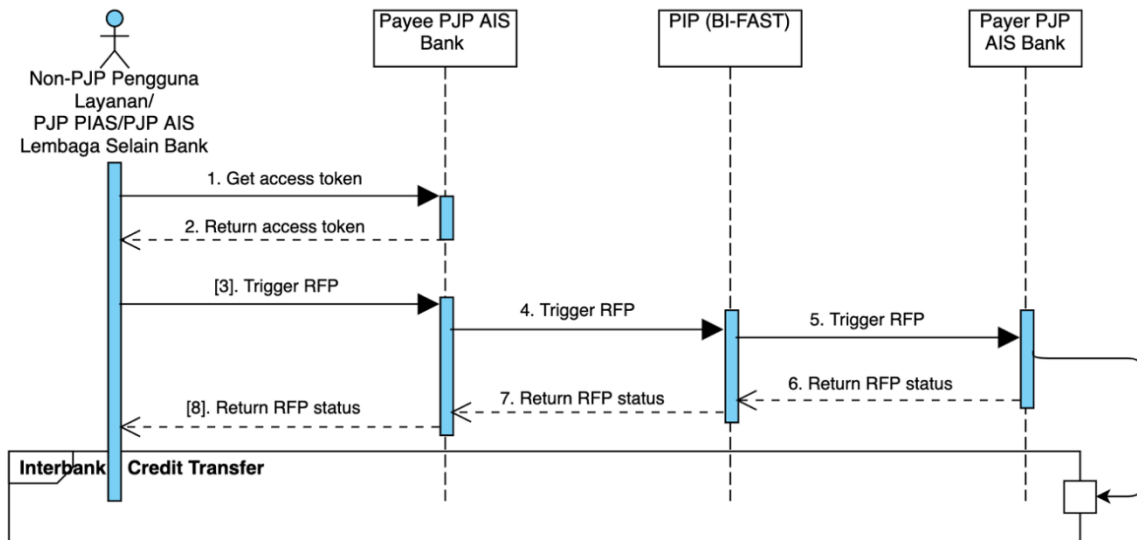 Payee PJP AIS
Bank
PIP (BI-FAST)
Payer PJP
AIS Bank
Non-PJP Pengguna
Layanan/
PJP PIAS/PJP AIS
Lembaga Selain Bank
1. Get access token
2. Return access token
[3]. Trigger RFP
4. Trigger RFP
5. Trigger RFP
6. Return RFP status
7. Return RFP status
[8]. Return RFP status
Interbank Credit Transfer